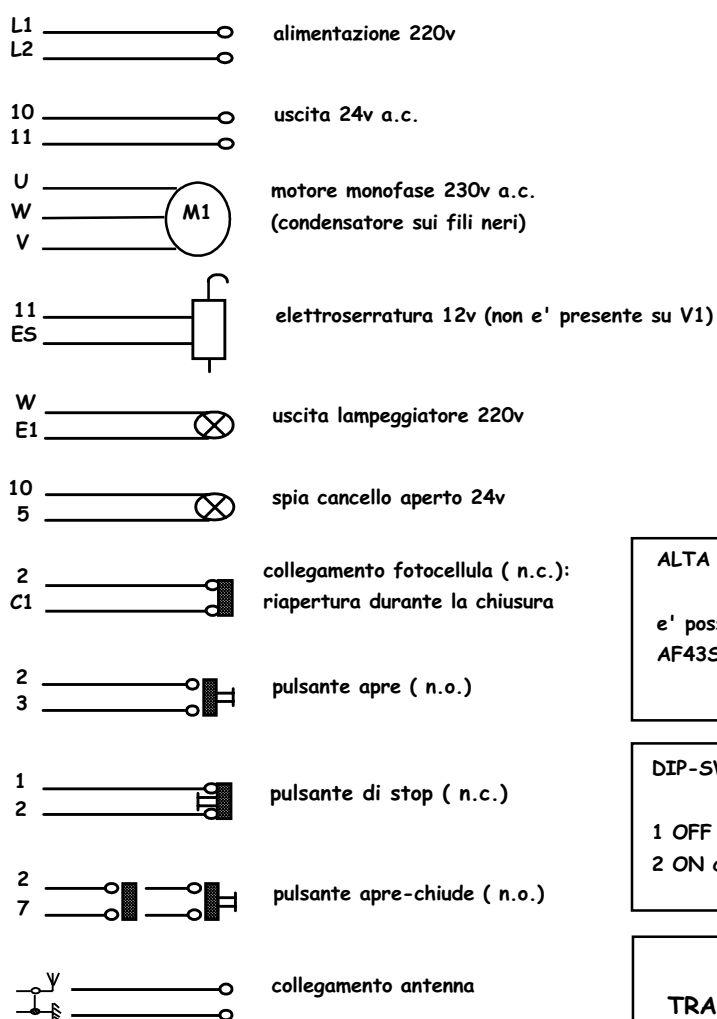 L1
L2
alimentazione 220v
10
11
uscita 24v a.c.
U
W
V
M1
motore monofase 230v a.c.
(condensatore sui fili neri)
11
ES
elettroserratura 12v (non e' presente su V1)
W
E1
uscita lampeggiatore 220v
10
5
spia cancello aperto 24v
2
C1
collegamento fotocellula ( n.c.):
riapertura durante la chiusura
2
3
pulsante apre ( n.o.)
1
2
pulsante di stop ( n.c.)
2
7
pulsante apre-chiude ( n.o.)
collegamento antenna
ALTA
e' pos
AF43S
DIP-SV
1 OFF
2 ON
TRA